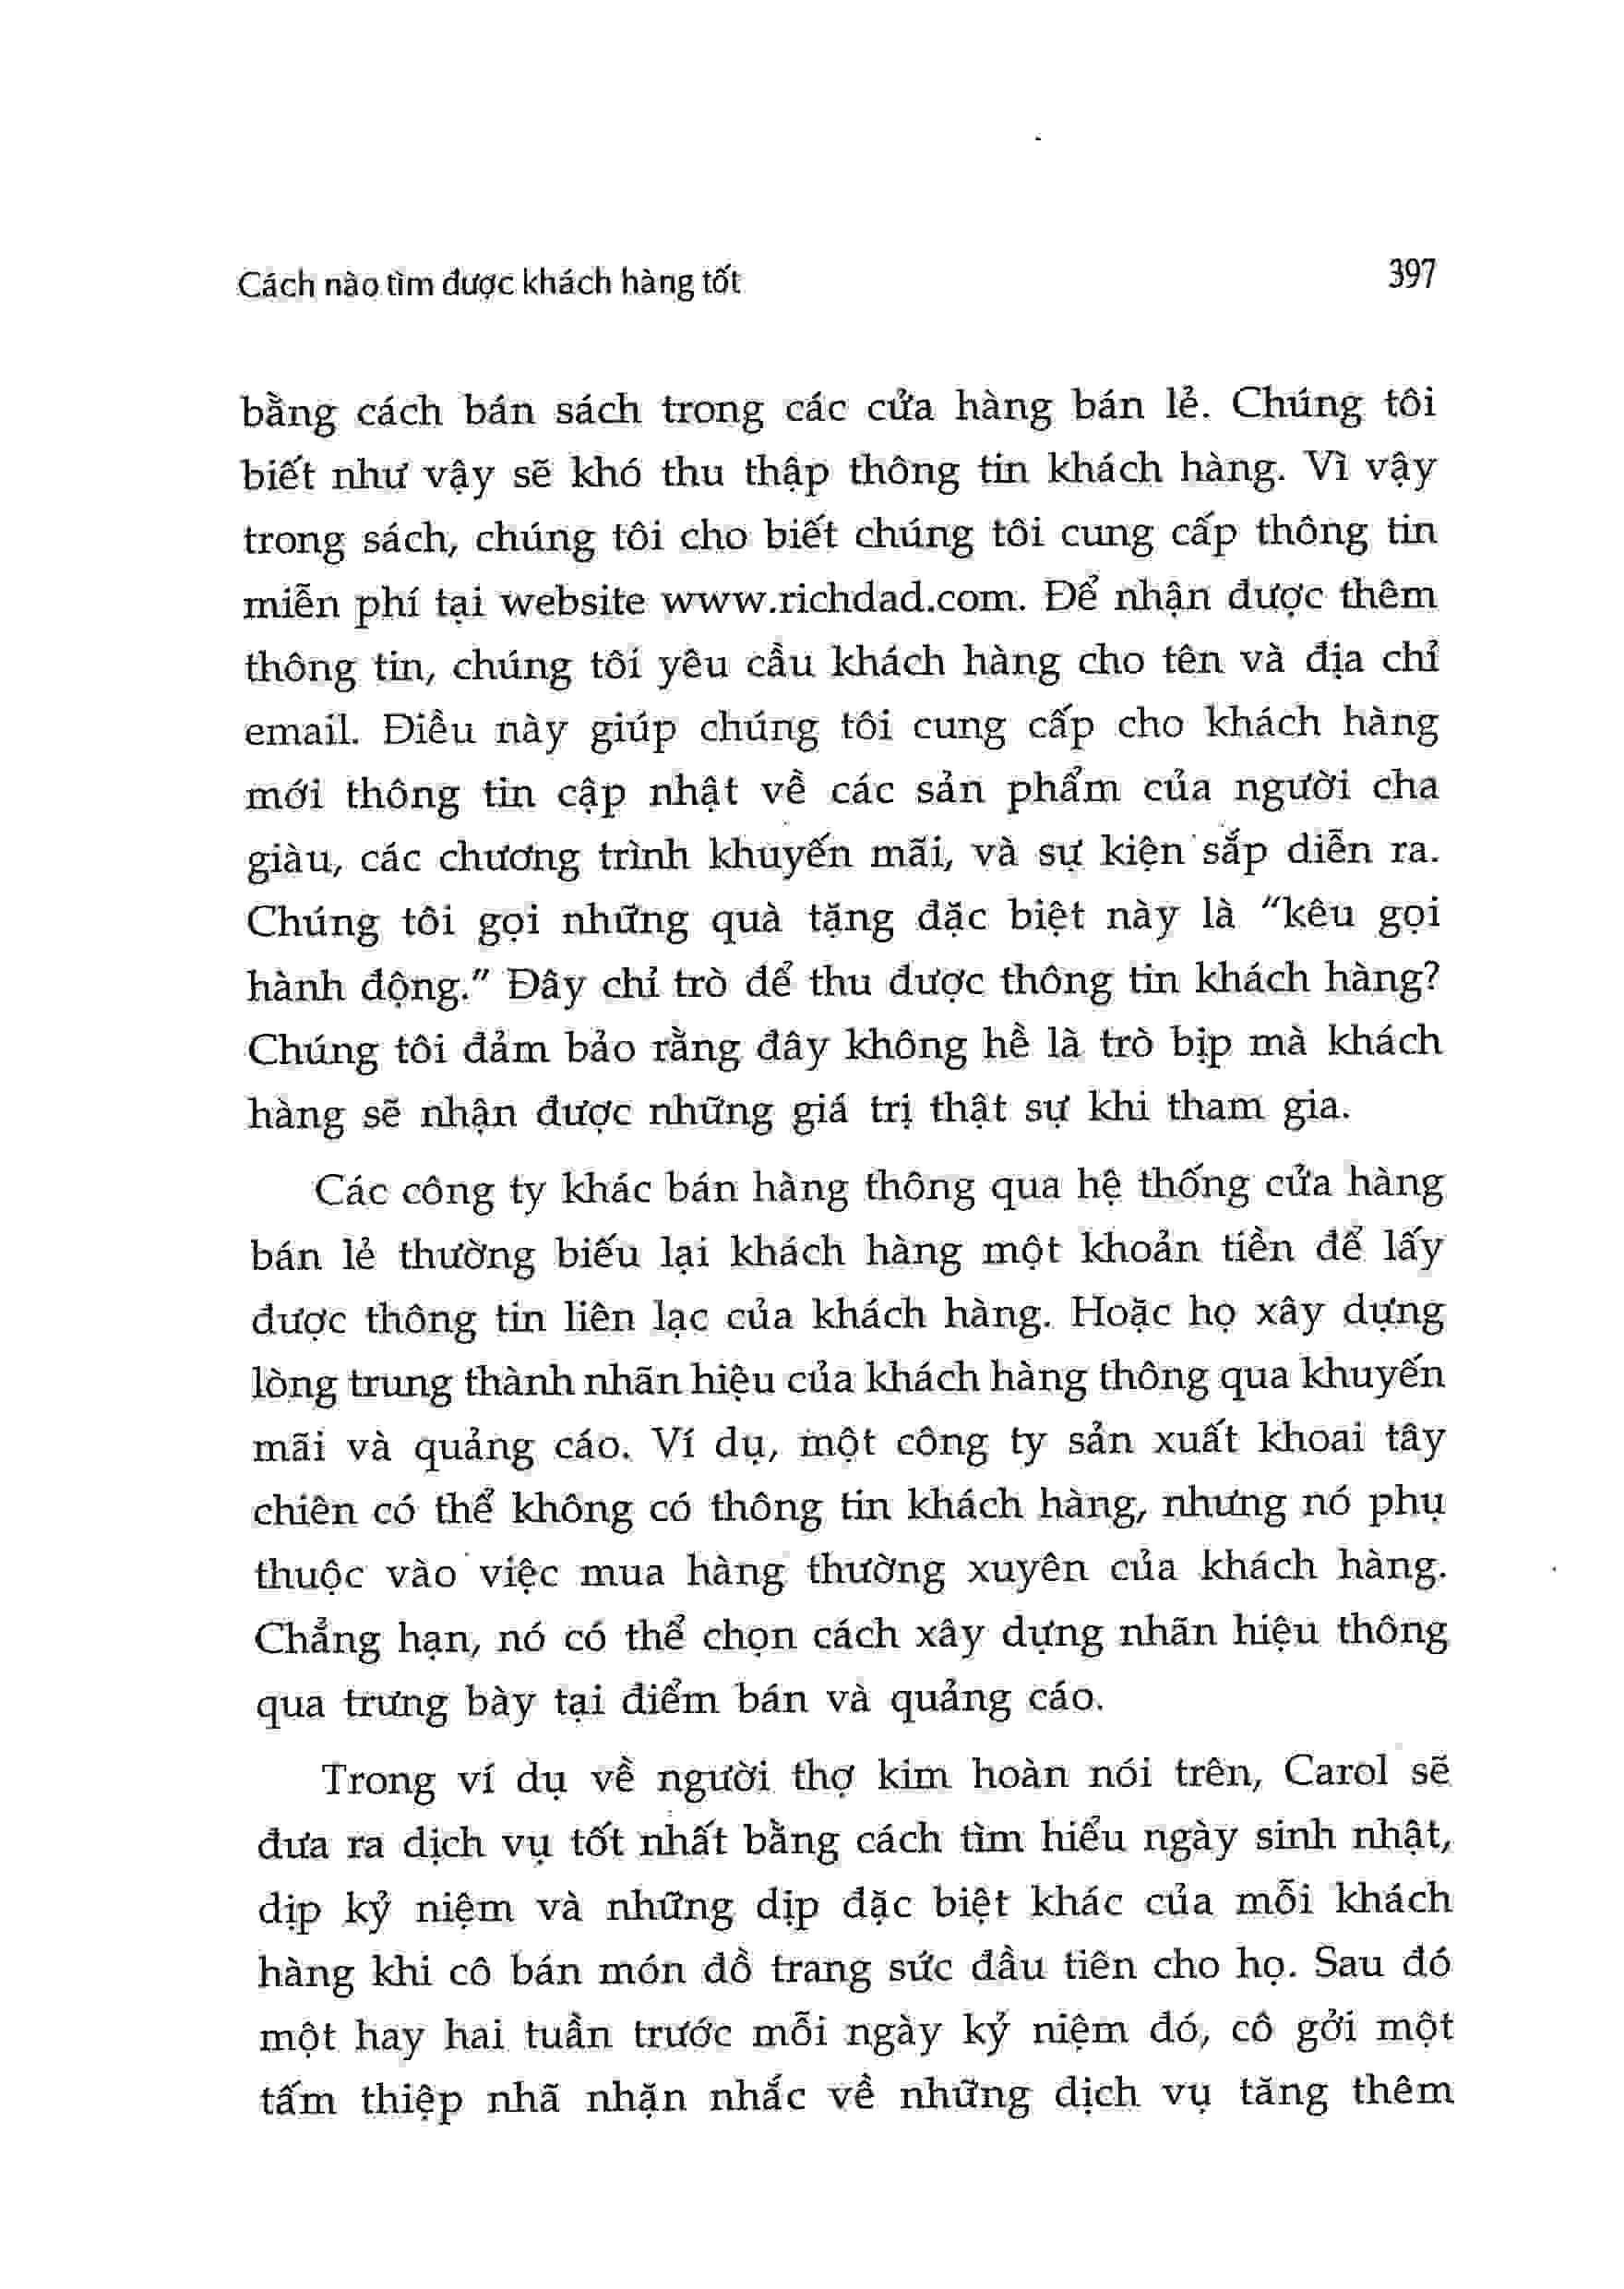 Cách nào tìm được khách hàng tốt 397
bằng cách bán sách trong các cửa hàng bán lẻ. Chúng tôi
biết như vậy sẽ khó thu thập thông tin khách hàng. Vì vậy
trong sách, chúng tôi cho biết chúng tôi cung cấp thông tin
miễn phí tại website www.richdad.com. Để nhận được thêm
thông tin, chúng tôi yêu cầu khách hàng cho tên và địa chỉ
email. Điều này giúp chúng tôi cung cấp cho khách hàng
mới thông tin cập nhật về các sản phẩm của người cha
giàu, các chương trình khuyến mãi, và sự kiện sắp diễn ra.
Chúng tôi gọi những quà tặng đặc biệt này là “kêu gọi
hành động.” Đây chỉ trò để thu được thông tin khách hàng?
Chúng tôi đảm bảo rằng đây không hề là trò bịp mà khách
hàng sẽ nhận được những giá trị thật sự khi tham gia.
Các công ty khác bán hàng thông qua hệ thống cửa hàng
bán lẻ thường biếu lại khách hàng một khoản tiền để lấy
được thông tin liên lạc của khách hàng. Hoặc họ xây dựng
lòng trung thành nhãn hiệu của khách hàng thông qua khuyến
mãi và quảng cáo. Ví dụ, một công ty sản xuất khoai tây
chiên có thể không có thông tin khách hàng, nhưng nó phụ
thuộc vào việc mua hàng thường xuyên của khách hàng.
Chẳng hạn, nó có thể chọn cách xây dựng nhãn hiệu thông
qua trưng bày tại điểm bán và quảng cáo.
Trong ví dụ về người thợ kim hoàn nói trên, Carol sẽ
đưa ra dịch vụ tốt nhất bằng cách tìm hiểu ngày sinh nhật,
dịp kỷ niệm và những dịp đặc biệt khác của mỗi khách
hàng khi cô bán món đồ trang sức đầu tiên cho họ. Sau đó
một hay hai tuần trước mỗi ngày kỷ niệm đó, cô gởi một
tấm thiệp nhã nhặn nhắc về những dịch vụ tăng thêm